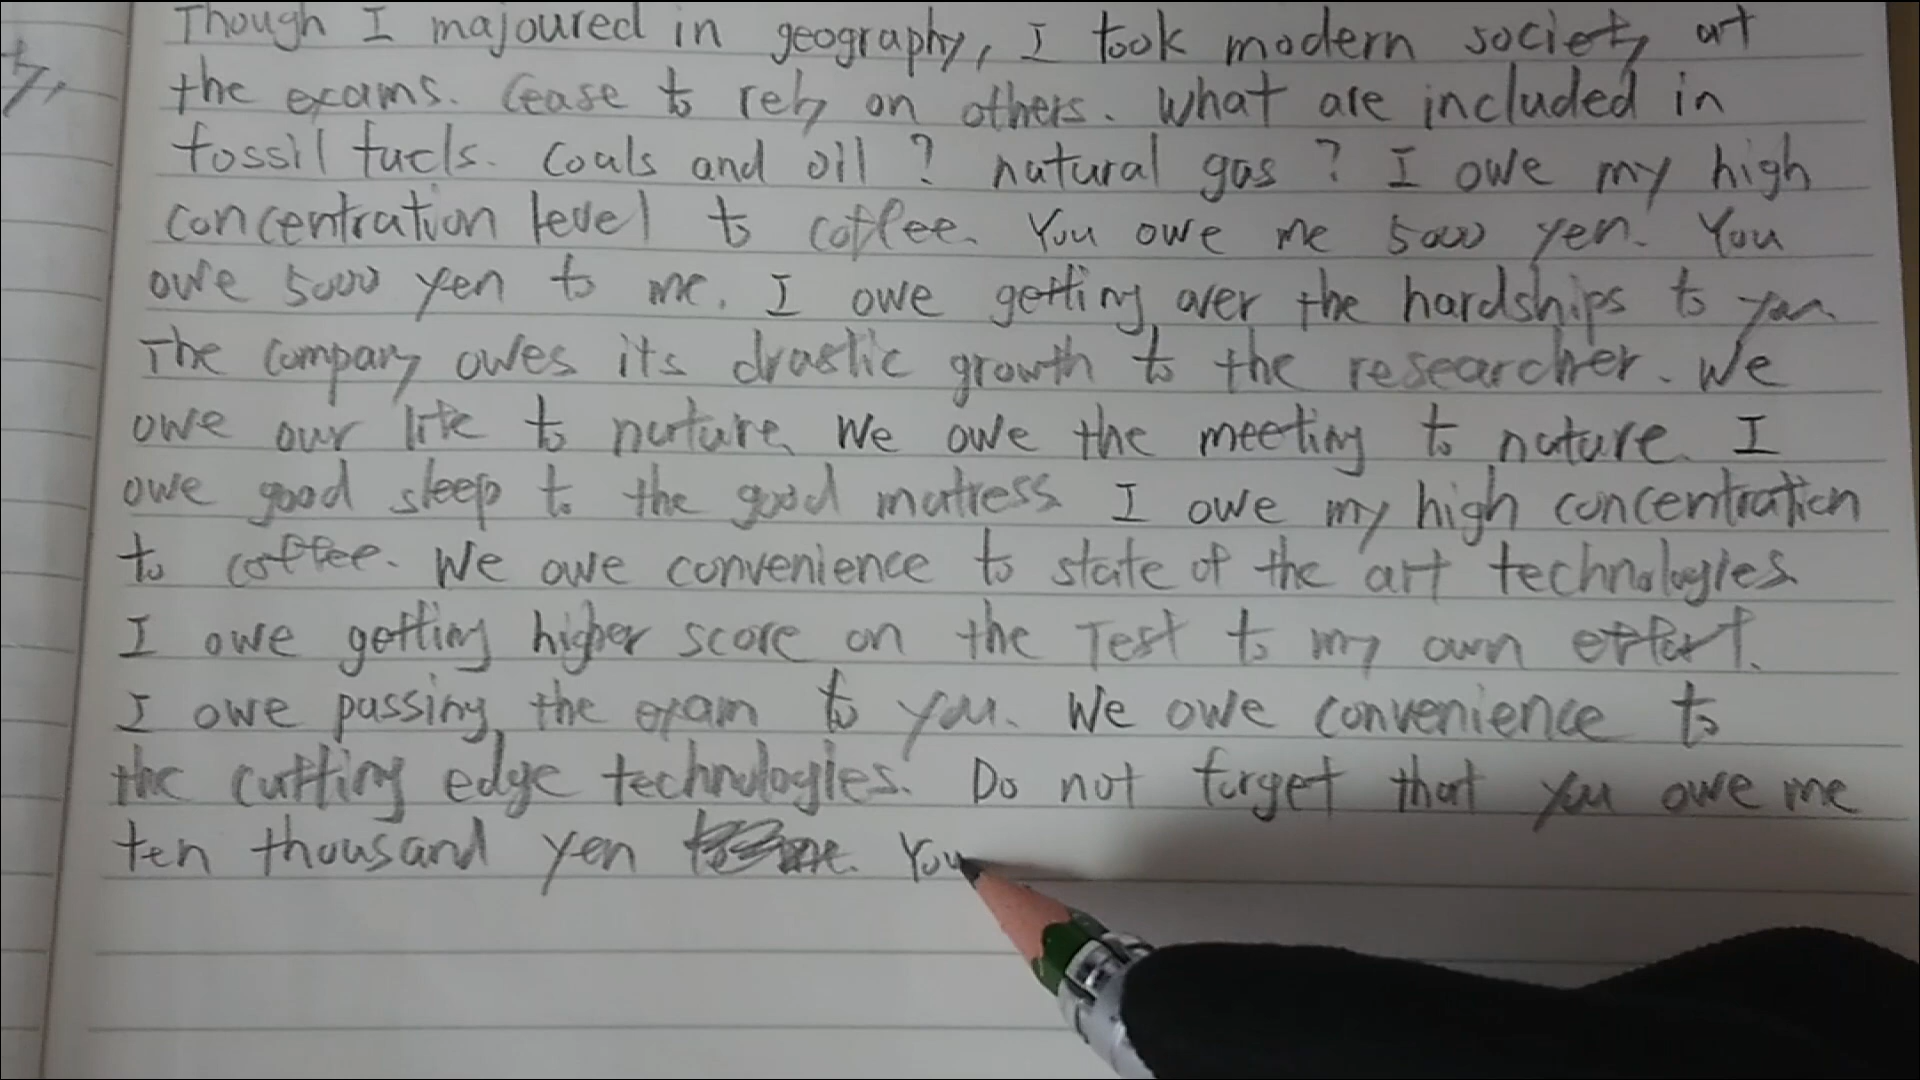 Though I majoured in geography, I took modern society at
the exams. Cease to rely on others. What are included in
fossil fuels. Coals and oil ? natural gas ? I owe my high
concentration level to coffee. You owe me 5000 yen. You
owe 5000 yen to me. I owe getting over the hardships to you.
The company owes its drastic growth to the researcher. We
owe our life to nature. We owe the meeting to nature. I
owe good sleep to the good matress. I owe my high concentration
to coffee. We owe convenience to state of the art technologies.
I owe getting higher score on the Test to my own effort.
I owe passing the exam to you. We owe convenience to
the cutting edge technologies. Do not forget that you owe me
ten thousand yen. You